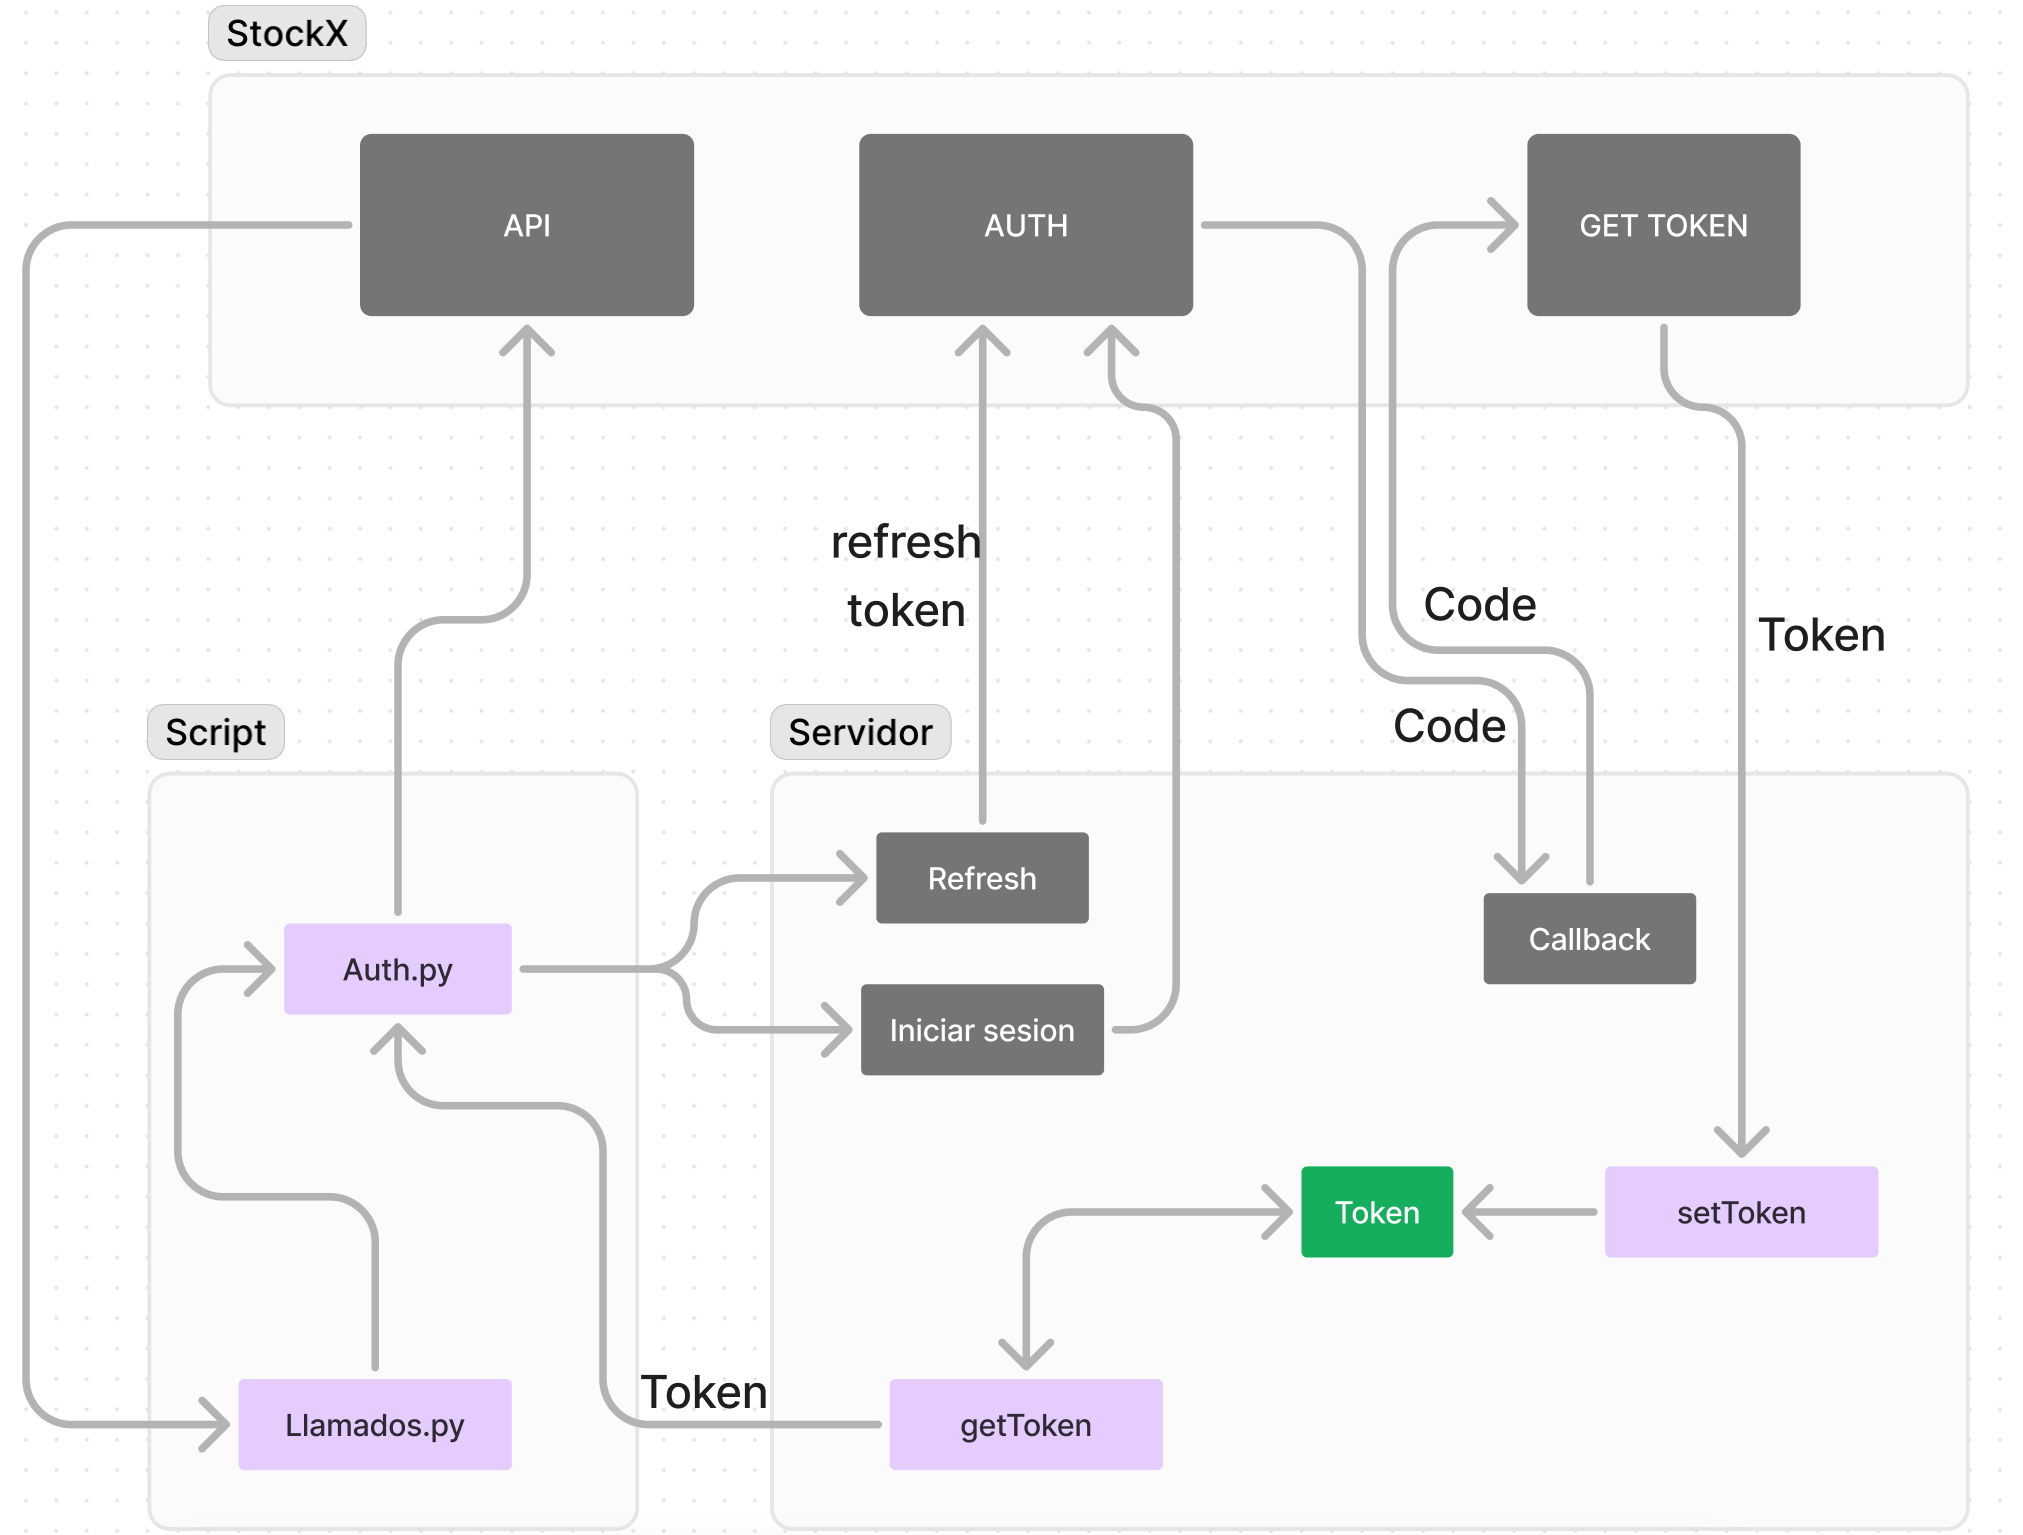 StockX
API
AUTH
GET TOKEN
refresh
token
Code
Token
Code
Script
Servidor
Refresh
Callback
Auth.py
Iniciar sesion
Token
setToken
Token
Llamados.py
getToken